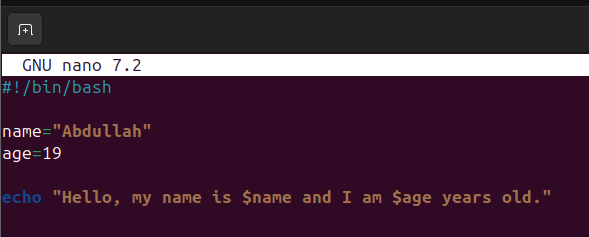 GNU nano 7.2
#!/bin/bash
name="Abdullah"
age=19
echo "Hello, my name is $name and I am $age years old."